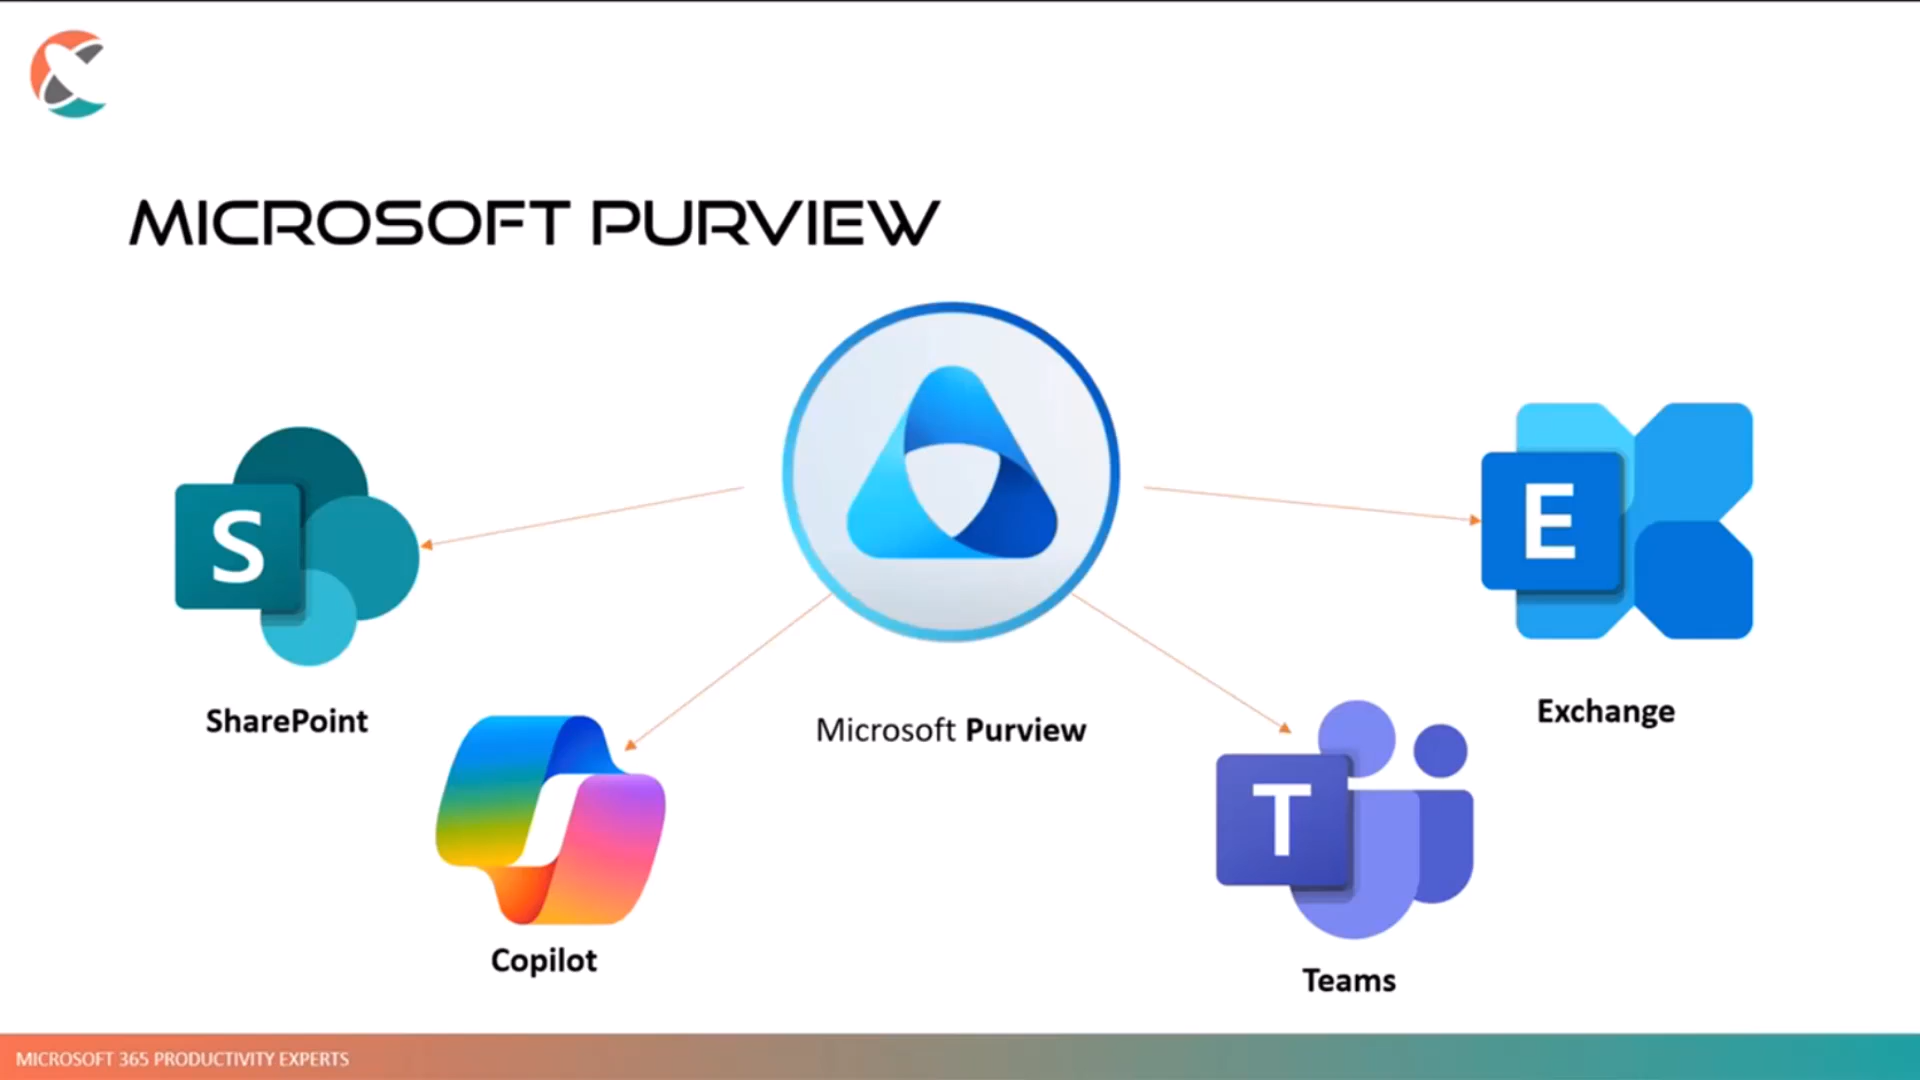 MICROSOFT PURVIEW
S
E
SharePoint
Exchange
Microsoft Purview
T
Copilot
Teams
MICROSOFT 365 PRODUCTIVITY EXPERTS